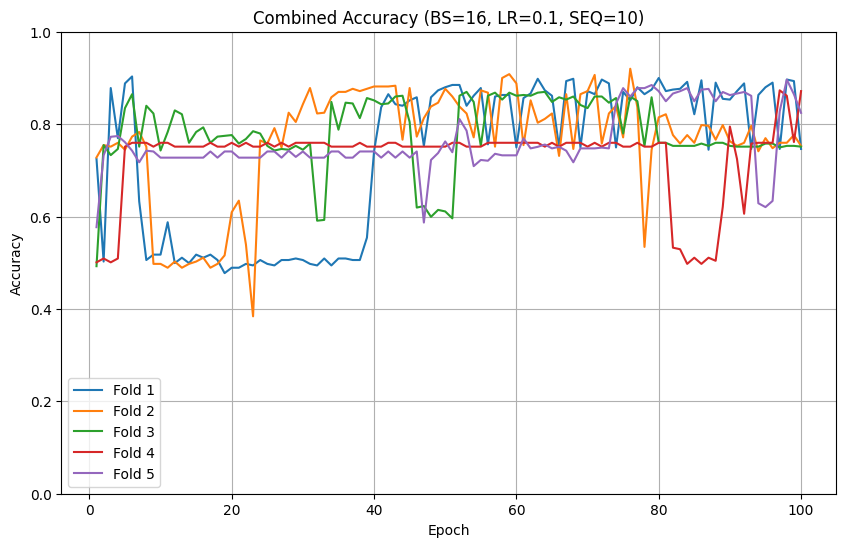 Combined Accuracy (BS=16, LR=0.1, SEQ=10)
1.0
0.8
0.6
0.4
0.2
0.0
Accuracy
Fold 1
Fold 2
Fold 3
Fold 4
Fold 5
0 20 40 60 80 100
Epoch